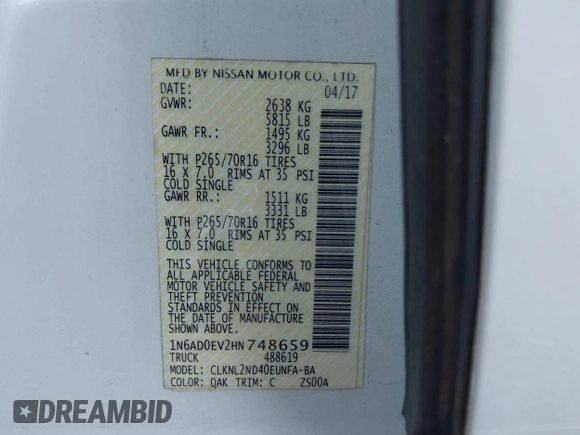 MFD BY NISSAN MOTOR CO., LTD.
DATE: 04/17
GVWR: 2638 KG
5815 LB
GAWR FR.: 1495 KG
3296 LB
WITH P265/70R16 TIRES
16 X 7.0 RIMS AT 35 PSI
COLD SINGLE
GAWR RR.: 1511 KG
3331 LB
WITH P265/70R16 TIRES
16 X 7.0 RIMS AT 35 PSI
COLD SINGLE
THIS VEHICLE CONFORMS TO
ALL APPLICABLE FEDERAL
MOTOR VEHICLE SAFETY AND
THEFT PREVENTION
STANDARDS IN EFFECT ON
THE DATE OF MANUFACTURE
SHOWN ABOVE.
1N6AD0EV2HN748659
TRUCK 488619
MODEL: CLKNL2ND40EUNFA-BA
COLOR: QAK TRIM: C ZS00A
DREAMBID